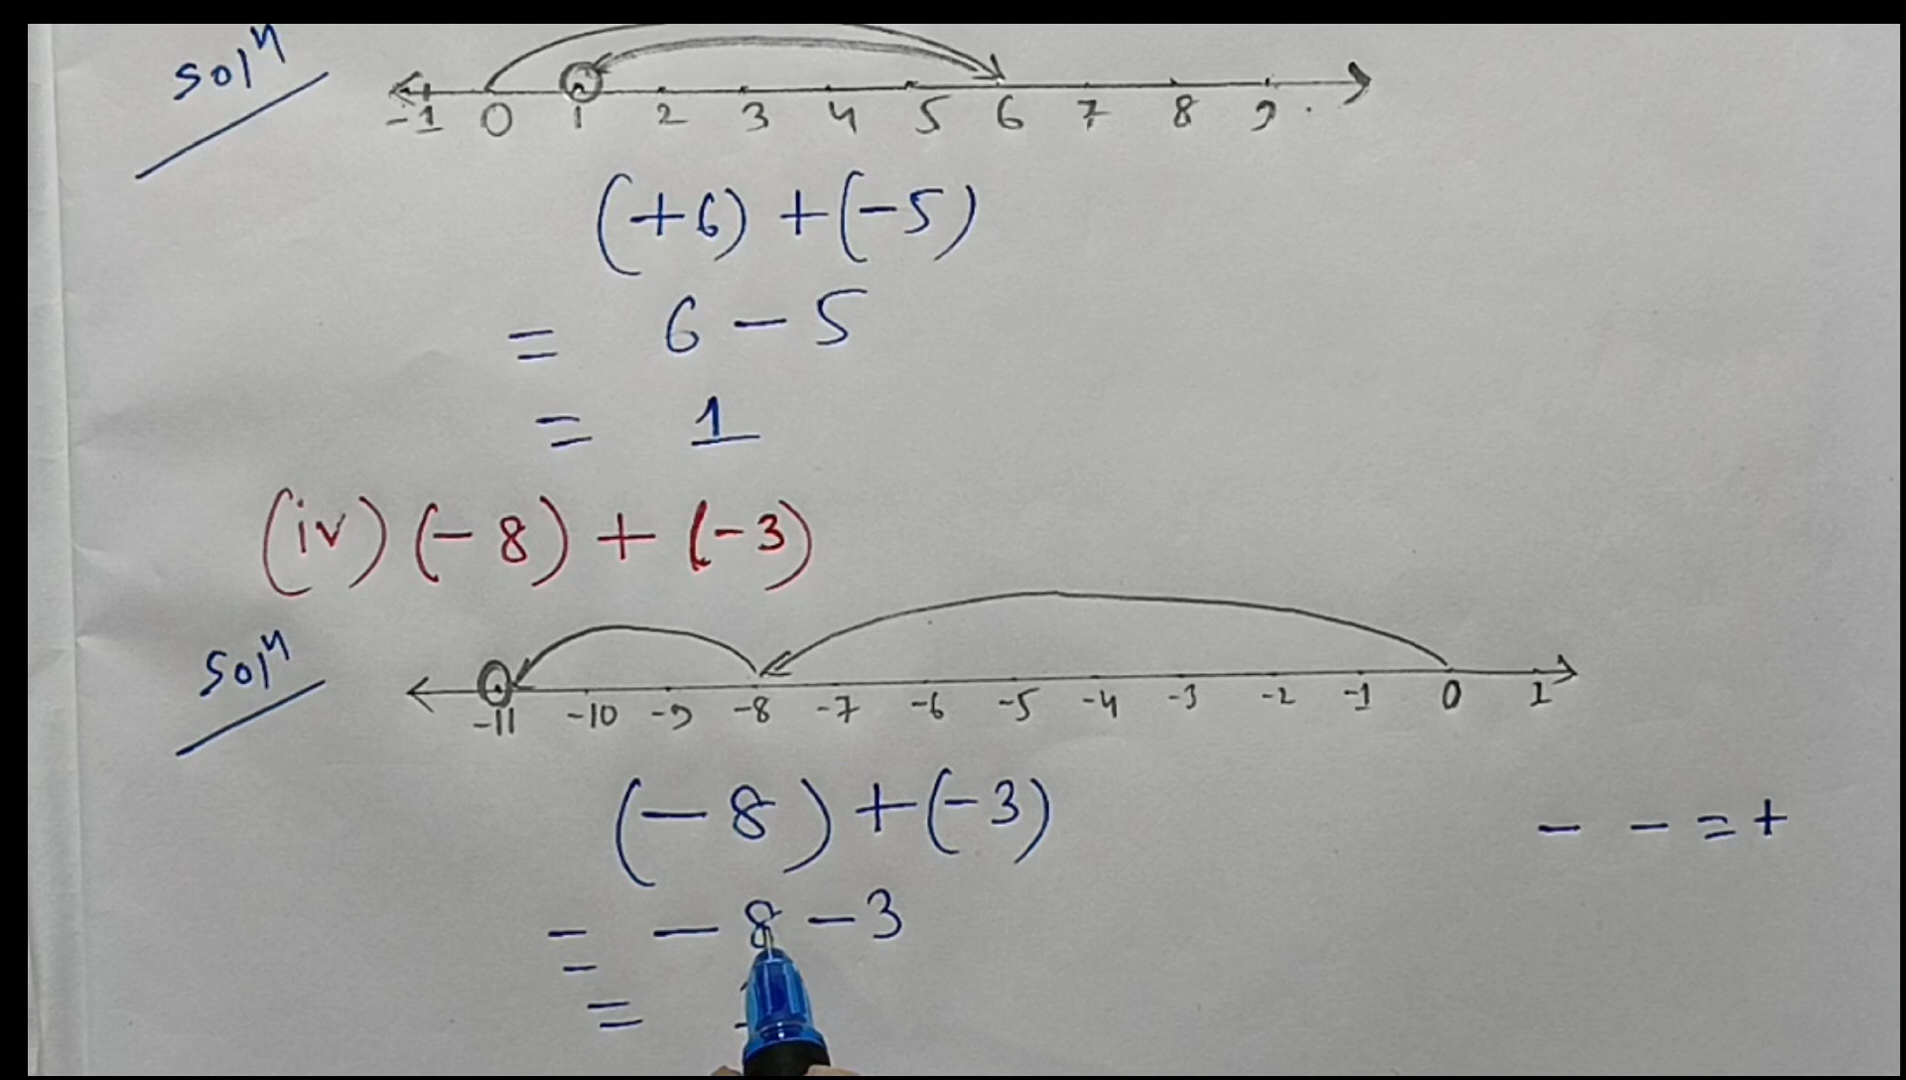 Solⁿ
-1 0 1 2 3 4 5 6 7 8 9
(+6) + (-5)
= 6 - 5
= 1
(iv) (-8) + (-3)
Solⁿ
-11 -10 -9 -8 -7 -6 -5 -4 -3 -2 -1 0 1
(-8) + (-3)
- - = +
= -8 - 3
=